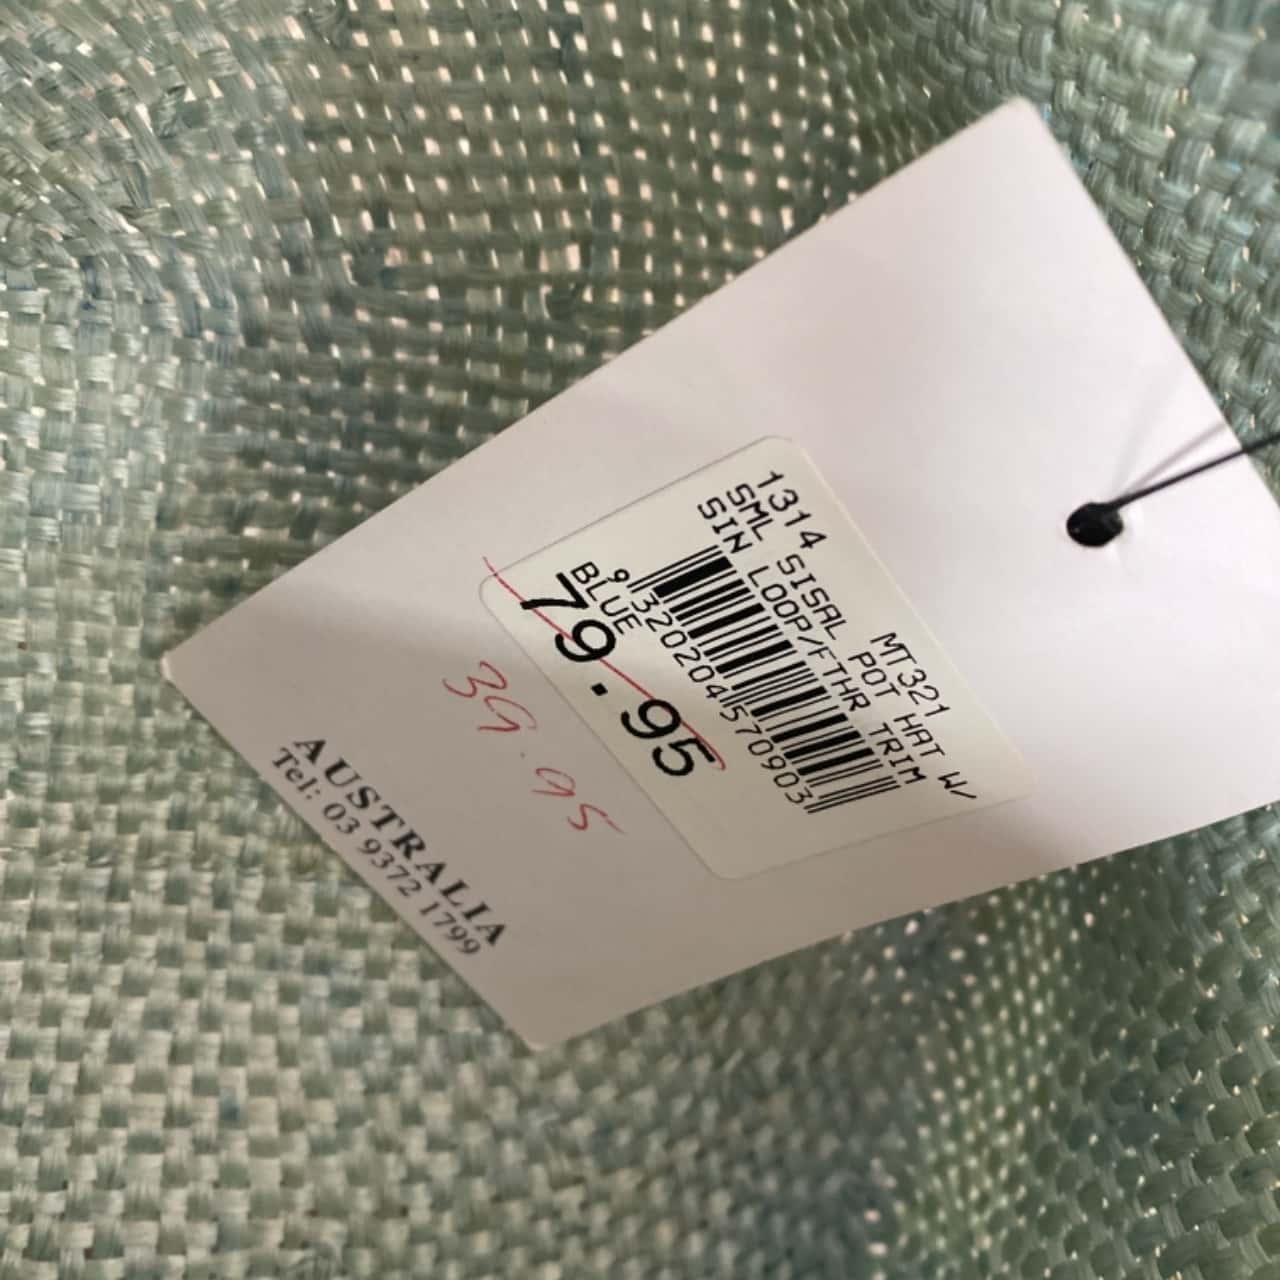 1314 MT321
SML SISAL POT HAT W/
SIN LOOP/FTHR TRIM
9 320204 570903
BLUE
79.95
39.95
AUSTRALIA
Tel: 03 9372 1799